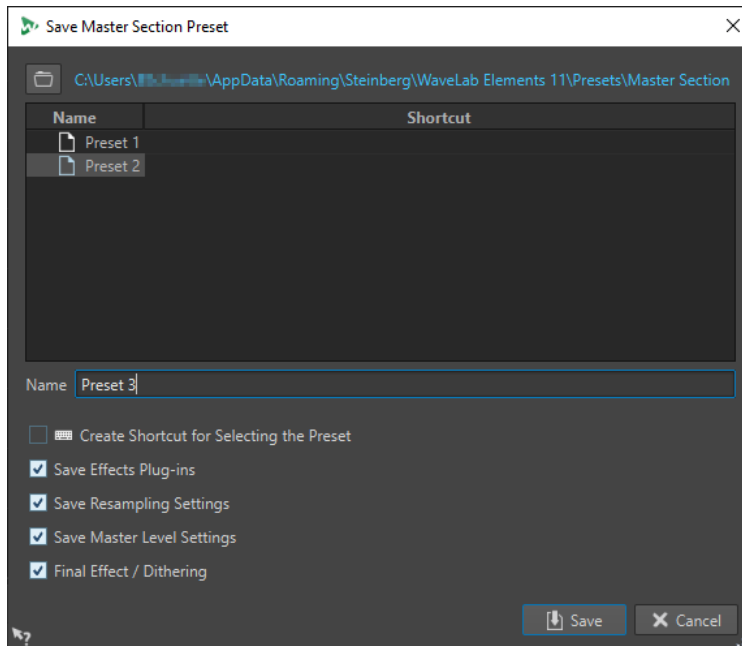 Save Master Section Preset
C:\Users\ \AppData\Roaming\Steinberg\WaveLab Elements 11\Presets\Master Section
Name Shortcut
Preset 1
Preset 2
Name Preset 3
Create Shortcut for Selecting the Preset
Save Effects Plug-ins
Save Resampling Settings
Save Master Level Settings
Final Effect / Dithering
Save Cancel